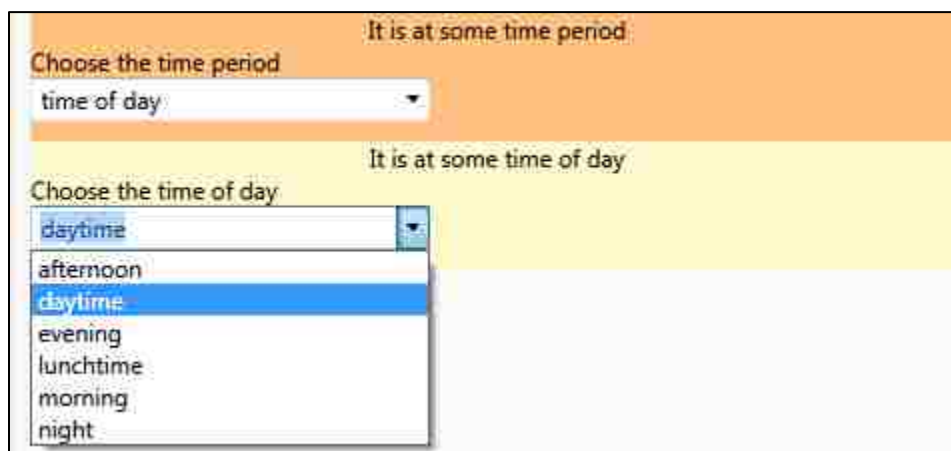 It is at some time period
Choose the time period
time of day
It is at some time of day
Choose the time of day
daytime
afternoon
daytime
evening
lunchtime
morning
night